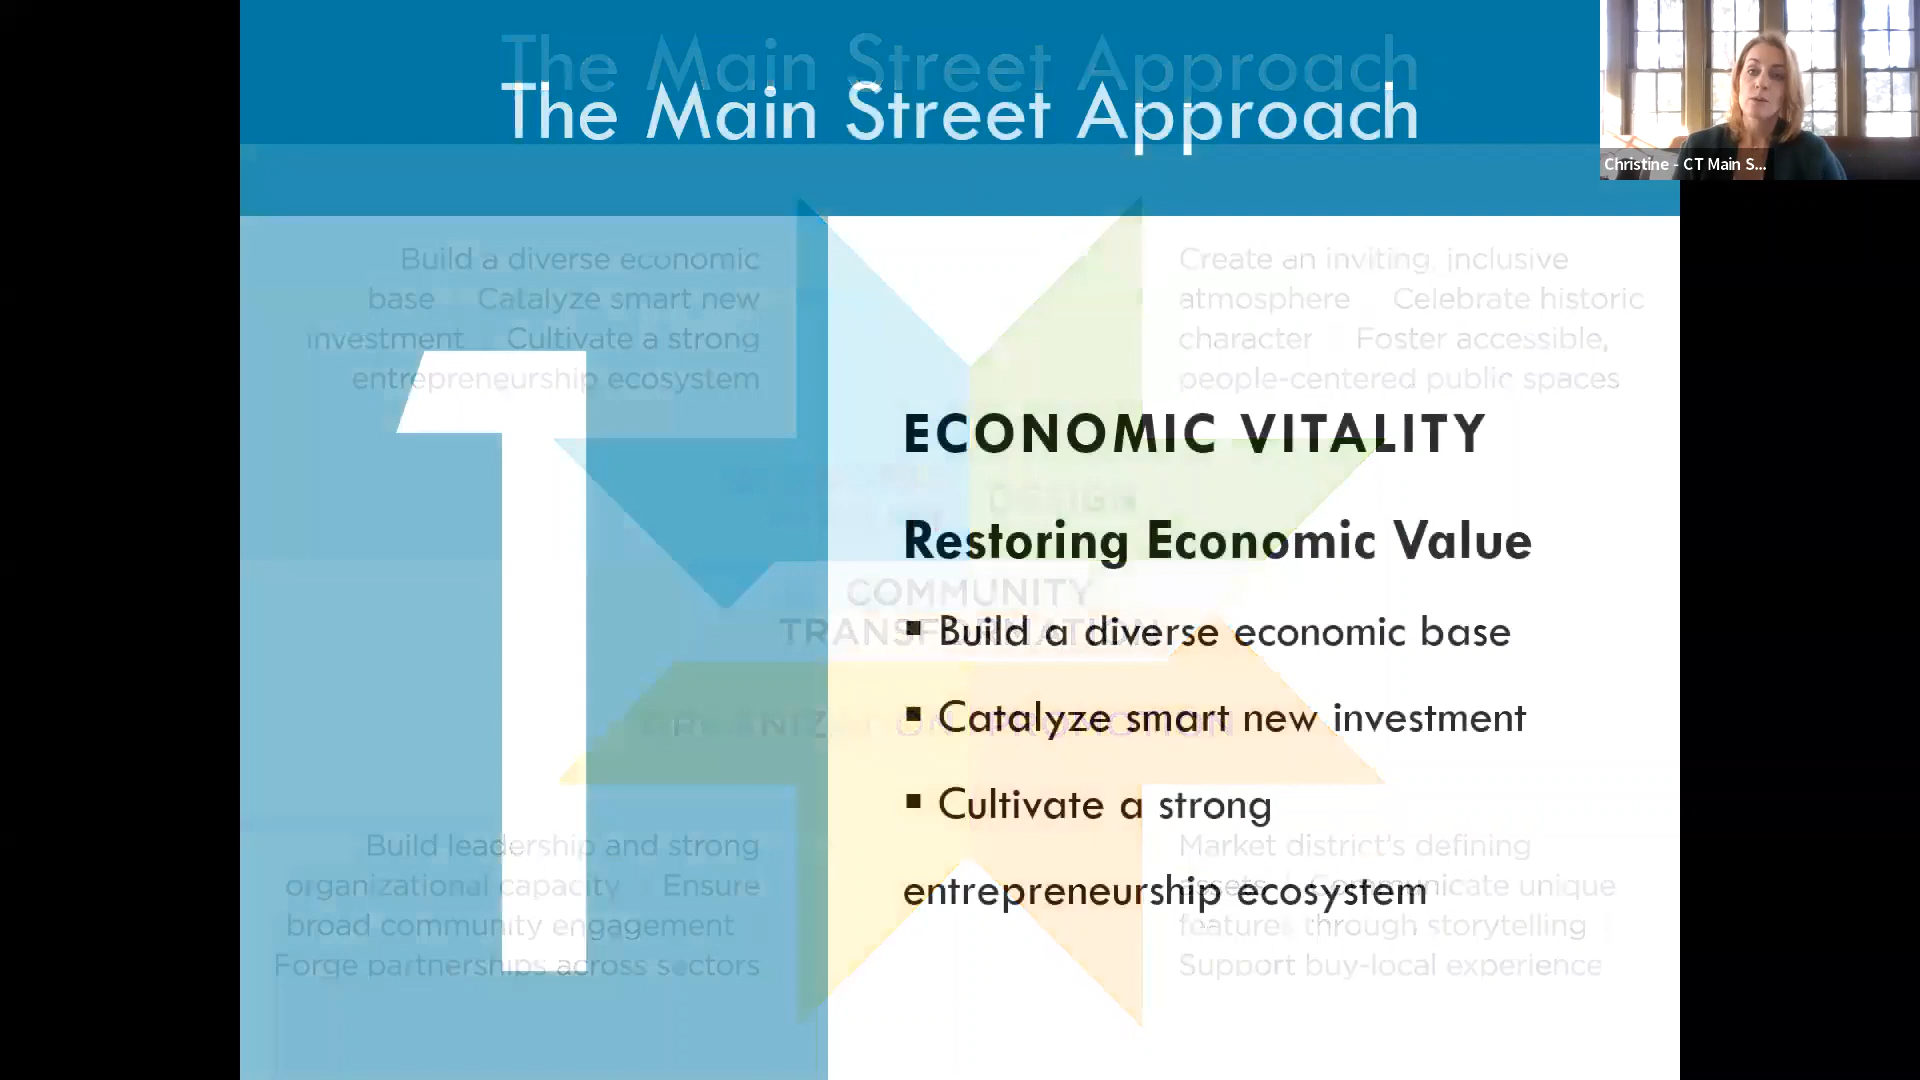 The Main Street Approach
The Main Street Approach
Christine - CT Main S...
Build a diverse economic
base Catalyze smart new
investment Cultivate a strong
entrepreneurship ecosystem
Create an inviting, inclusive
atmosphere Celebrate historic
character Foster accessible,
people-centered public spaces
1
ECONOMIC VITALITY
DESIGN
Restoring Economic Value
COMMUNITY
TRANSFORMATION
▪ Build a diverse economic base
ORGANIZATION PROMOTION
▪ Catalyze smart new investment
▪ Cultivate a strong
entrepreneurship ecosystem
Build leadership and strong
organizational capacity Ensure
broad community engagement
Forge partnerships across sectors
Market district's defining
assets Communicate unique
features through storytelling
Support buy-local experience